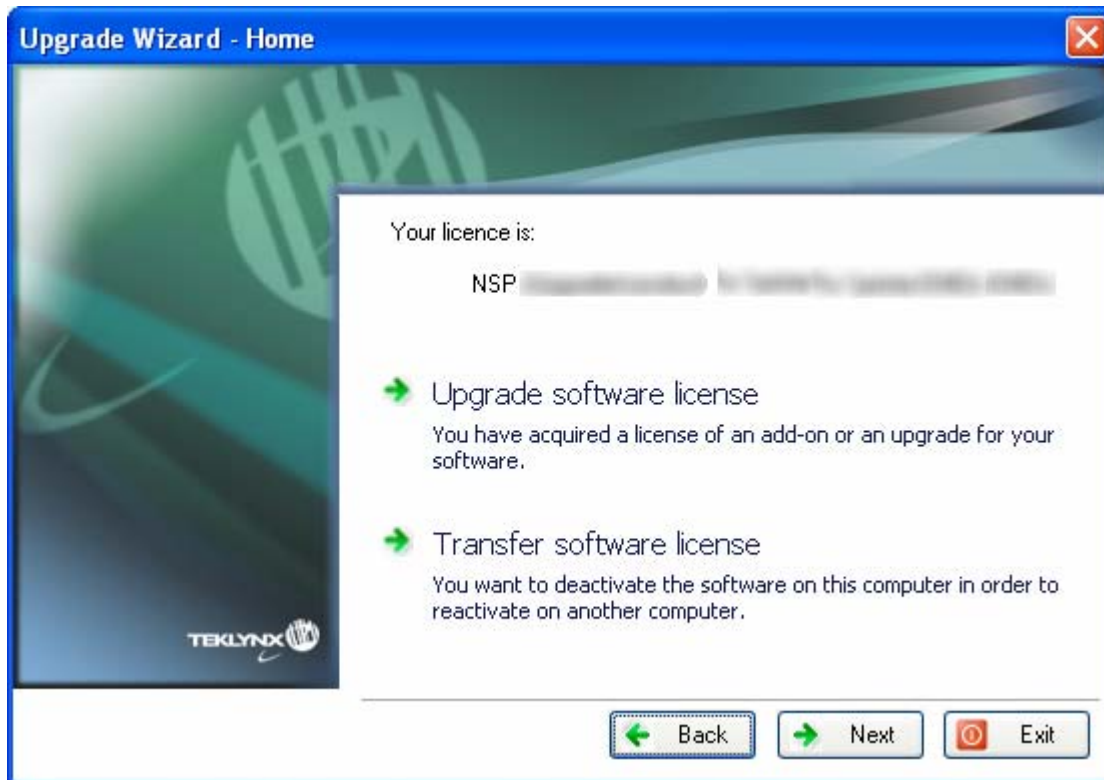 Upgrade Wizard - Home
Your licence is:
NSP
Upgrade software license
You have acquired a license of an add-on or an upgrade for your
software.
Transfer software license
You want to deactivate the software on this computer in order to
reactivate on another computer.
TEKLYNX
Back
Next
Exit